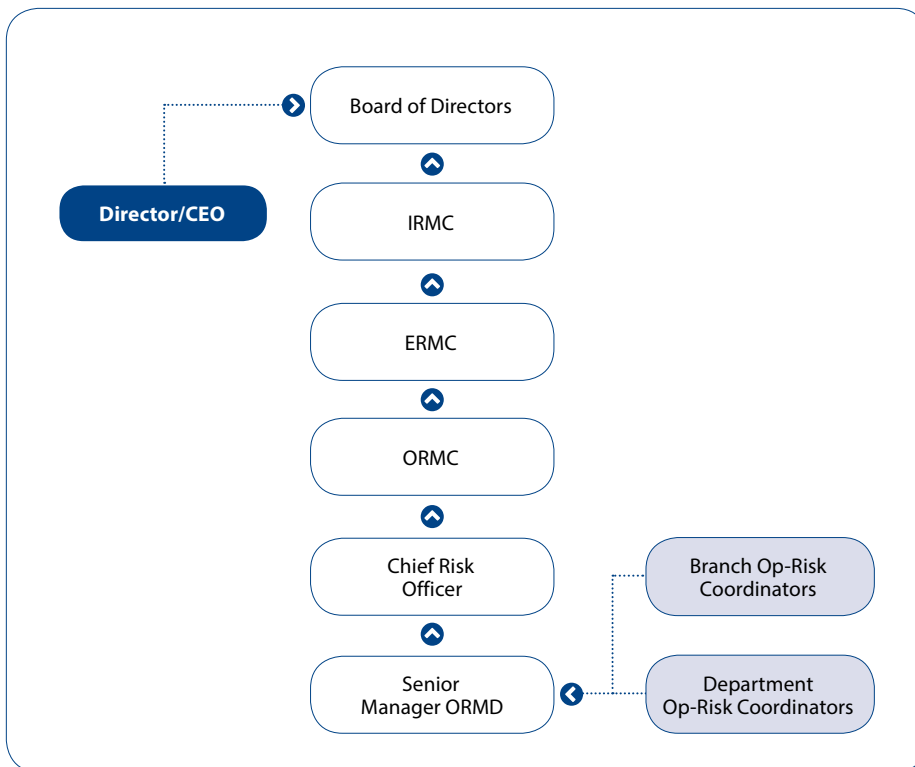 Board of Directors
Director/CEO
IRMC
ERMC
ORMC
Chief Risk
Officer
Branch Op-Risk
Coordinators
Senior
Manager ORMD
Department
Op-Risk Coordinators